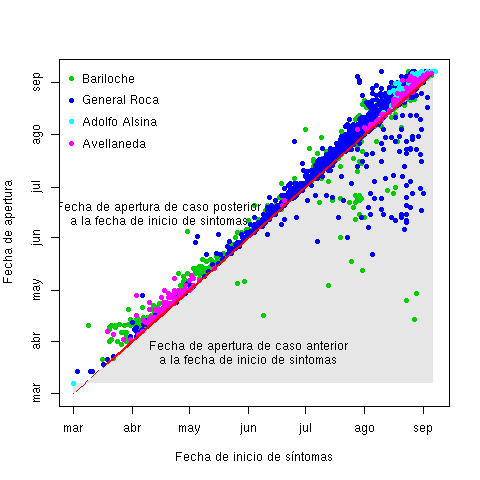 Bariloche
General Roca
Adolfo Alsina
Avellaneda
Fecha de apertura de caso posterior
a la fecha de inicio de sintomas
Fecha de apertura de caso anterior
a la fecha de inicio de sintomas
sep
ago
jul
jun
may
abr
mar
Fecha de apertura
mar abr may jun jul ago sep
Fecha de inicio de síntomas